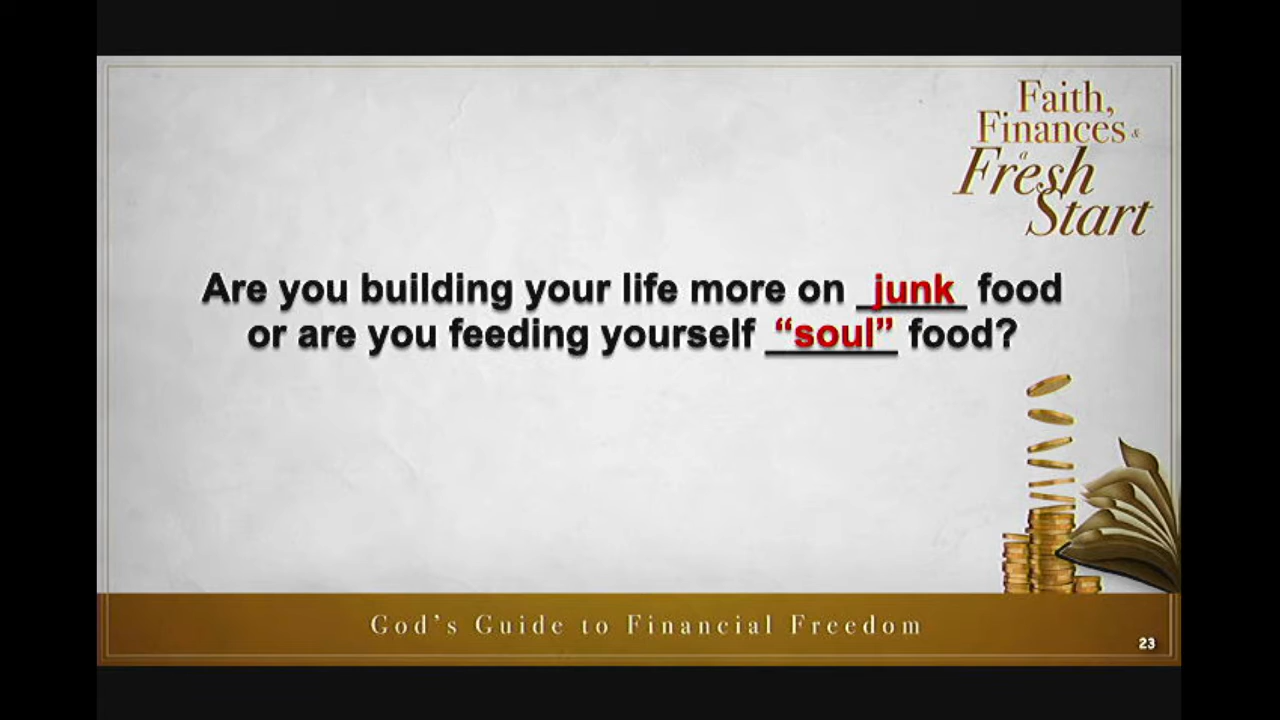 Faith,
Finances &
a
Fresh
Start
Are you building your life more on junk food
or are you feeding yourself “soul” food?
God's Guide to Financial Freedom
23